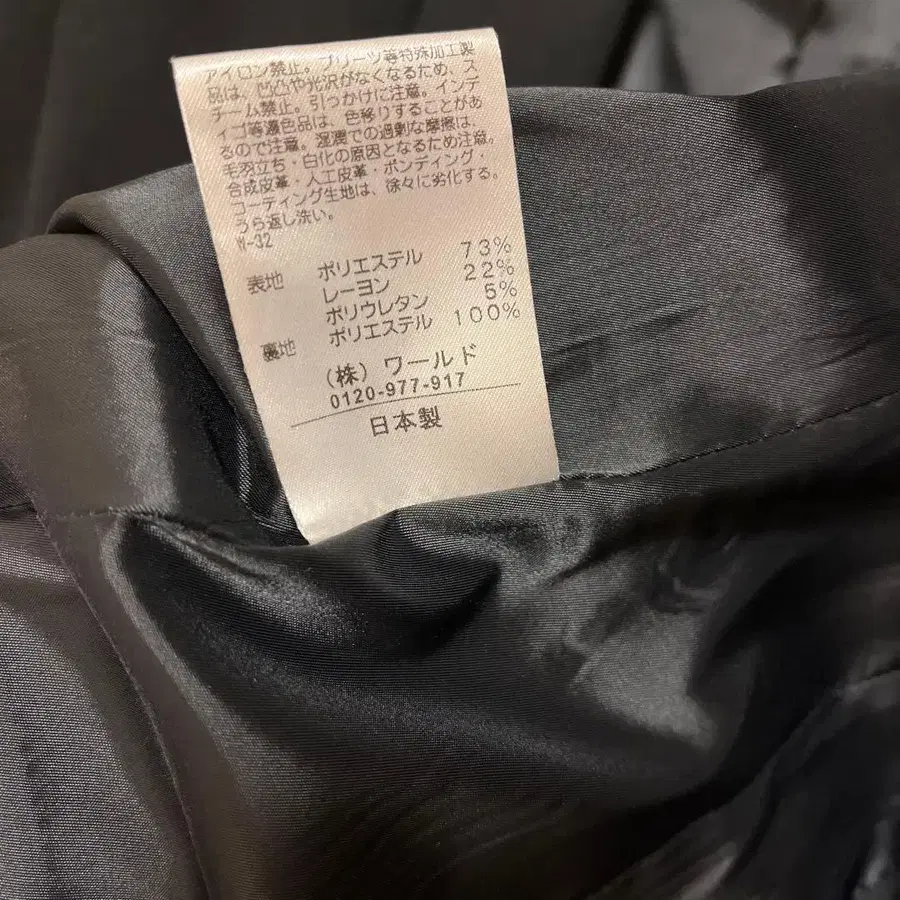 アイロン禁止。プリーツ等特殊加工製
品は、凹凸や光沢がなくなるため、ス
チーム禁止。引っかけに注意。インデ
ィゴ等濃色品は、色移りすることがあ
るので注意。湿潤での過剰な摩擦は、
毛羽立ち・白化の原因となるため注意。
合成皮革・人工皮革・ボンディング・
コーティング生地は、徐々に劣化する。
うら返し洗い。
W-32
表地 ポリエステル 73%
レーヨン 22%
ポリウレタン 5%
裏地 ポリエステル 100%
(株) ワールド
0120-977-917
日本製